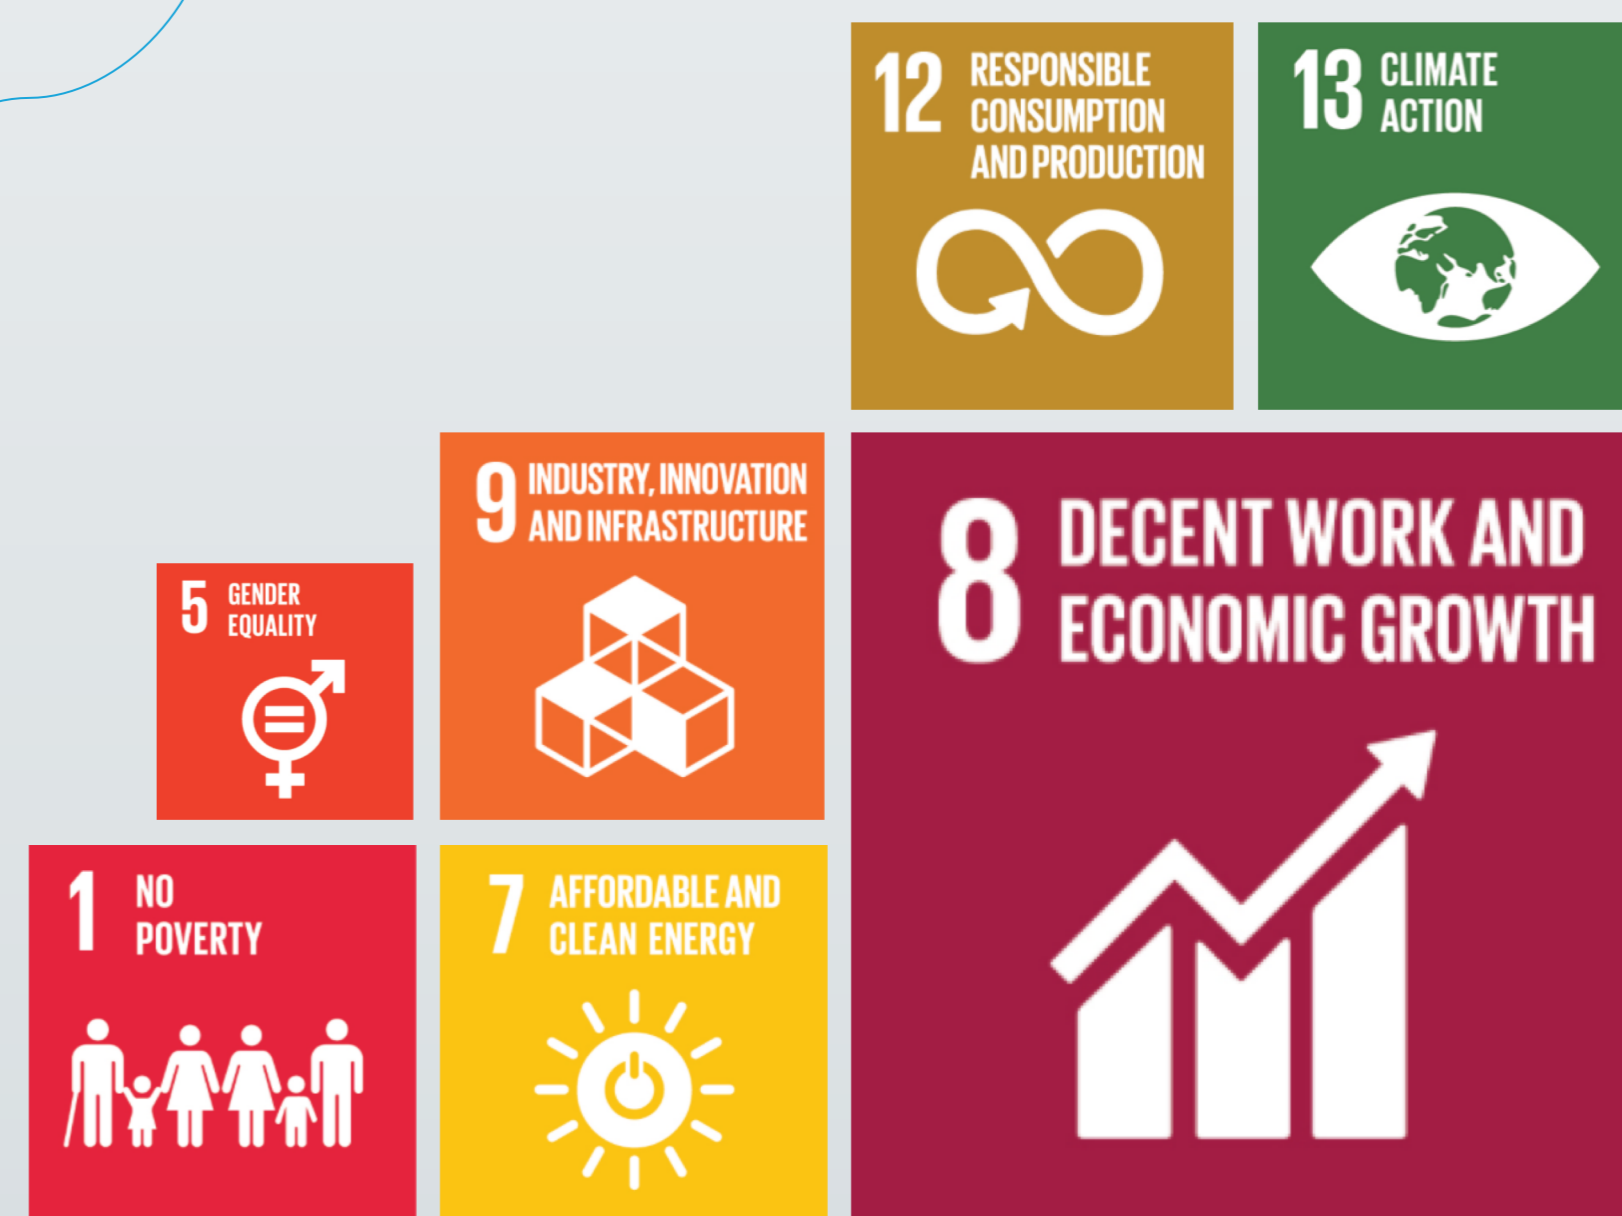 12 RESPONSIBLE
CONSUMPTION
AND PRODUCTION
13 CLIMATE
ACTION
9 INDUSTRY, INNOVATION
AND INFRASTRUCTURE
8 DECENT WORK AND
ECONOMIC GROWTH
5 GENDER
EQUALITY
1 NO
POVERTY
7 AFFORDABLE AND
CLEAN ENERGY